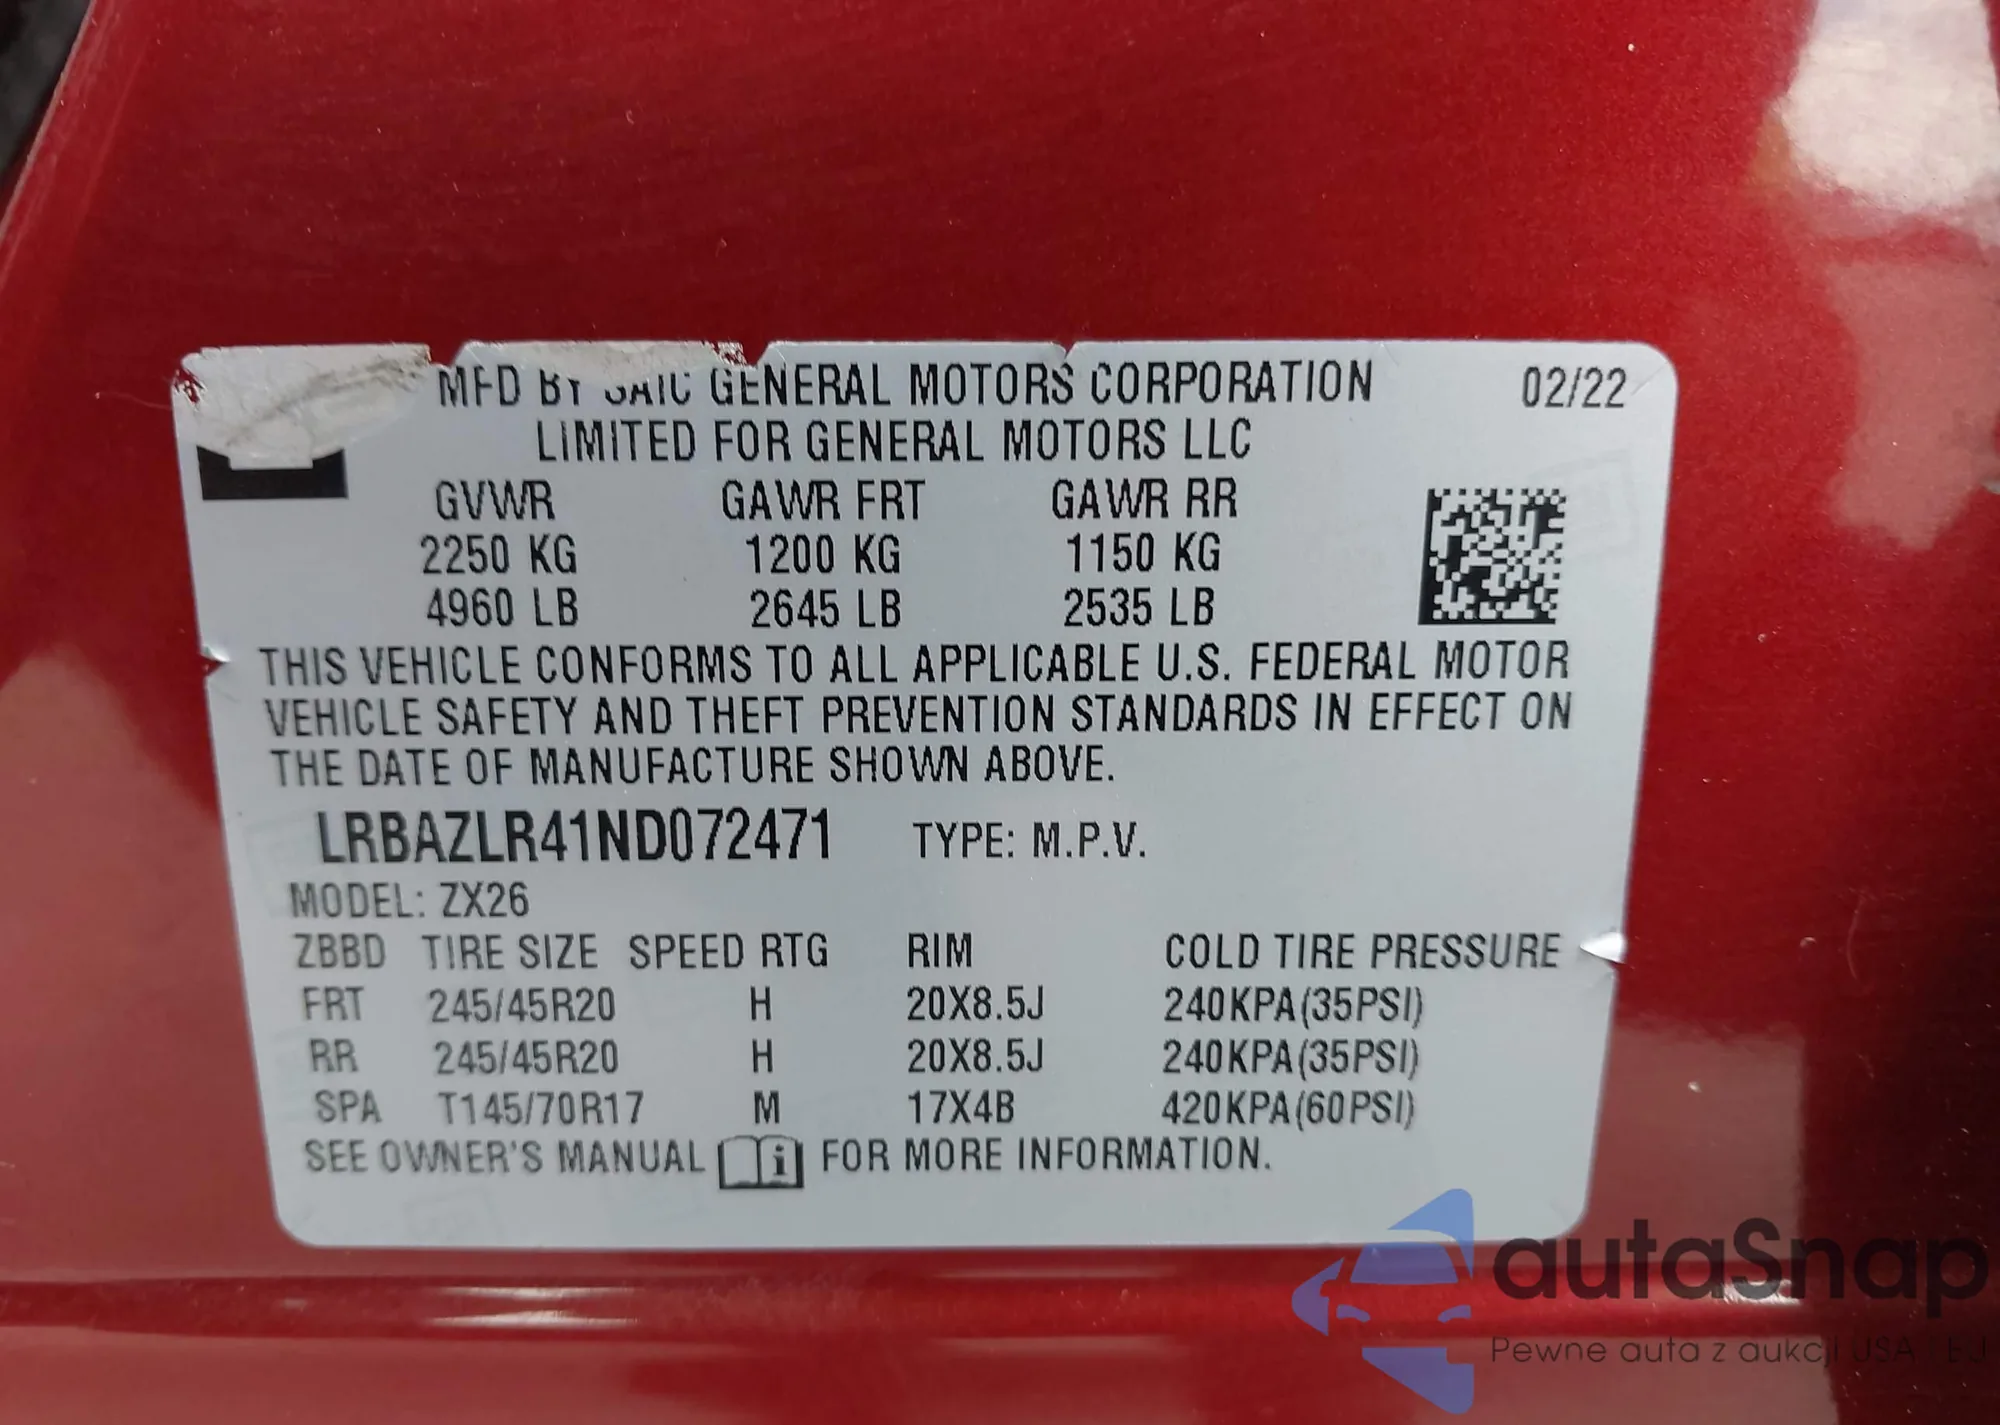 MFD BY SAIC GENERAL MOTORS CORPORATION 02/22
LIMITED FOR GENERAL MOTORS LLC
GVWR GAWR FRT GAWR RR
2250 KG 1200 KG 1150 KG
4960 LB 2645 LB 2535 LB
THIS VEHICLE CONFORMS TO ALL APPLICABLE U.S. FEDERAL MOTOR
VEHICLE SAFETY AND THEFT PREVENTION STANDARDS IN EFFECT ON
THE DATE OF MANUFACTURE SHOWN ABOVE.
LRBAZLR41ND072471 TYPE: M.P.V.
MODEL: ZX26
ZBBD TIRE SIZE SPEED RTG RIM COLD TIRE PRESSURE
FRT 245/45R20 H 20X8.5J 240KPA(35PSI)
RR 245/45R20 H 20X8.5J 240KPA(35PSI)
SPA T145/70R17 M 17X4B 420KPA(60PSI)
SEE OWNER'S MANUAL FOR MORE INFORMATION.
autaSnap
Pewne auta z aukcji USA i EU